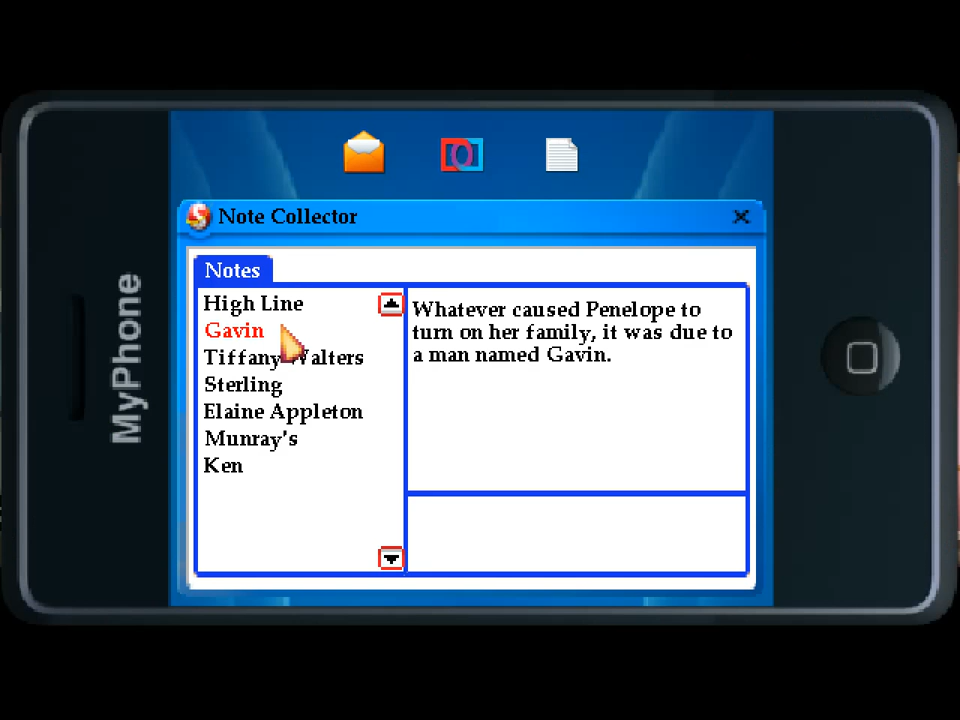 MyPhone
Note Collector
Notes
High Line
Gavin
Tiffany Walters
Sterling
Elaine Appleton
Munray's
Ken
Whatever caused Penelope to
turn on her family, it was due to
a man named Gavin.